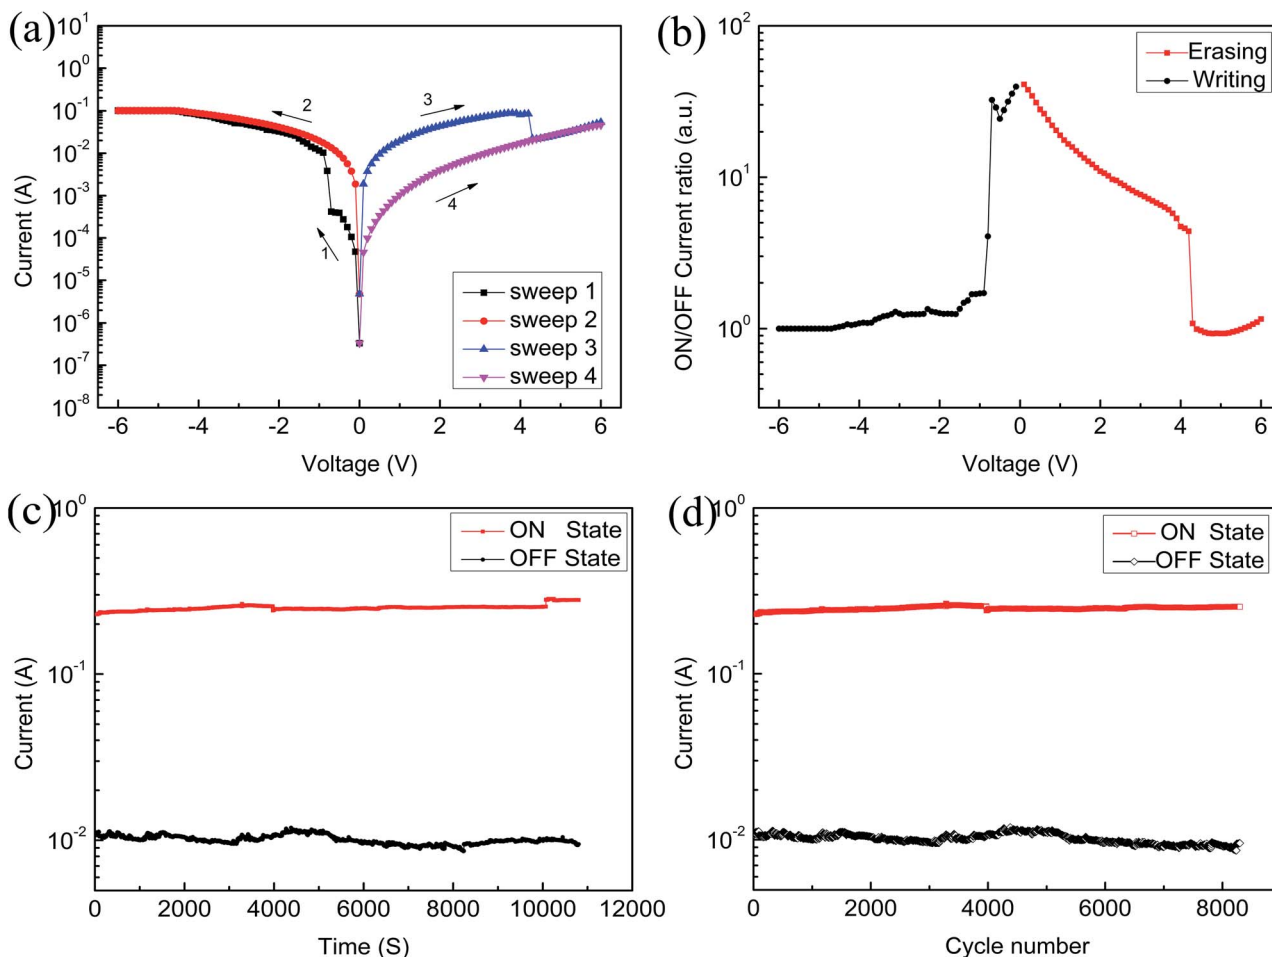 (a)
10^1
10^0
10^-1
10^-2
10^-3
10^-4
10^-5
10^-6
10^-7
10^-8
Current (A)
2
3
1
4
sweep 1
sweep 2
sweep 3
sweep 4
-6 -4 -2 0 2 4 6
Voltage (V)
(b)
10^2
10^1
10^0
ON/OFF Current ratio (a.u.)
Erasing
Writing
-6 -4 -2 0 2 4 6
Voltage (V)
(c)
10^0
10^-1
10^-2
Current (A)
ON State
OFF State
0 2000 4000 6000 8000 10000 12000
Time (S)
(d)
10^0
10^-1
10^-2
Current (A)
ON State
OFF State
0 2000 4000 6000 8000
Cycle number